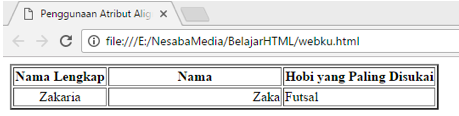 Penggunaan Atribut Alig
file:///E:/NesabaMedia/BelajarHTML/webku.html
Nama Lengkap Nama Hobi yang Paling Disukai
Zakaria Zaka Futsal